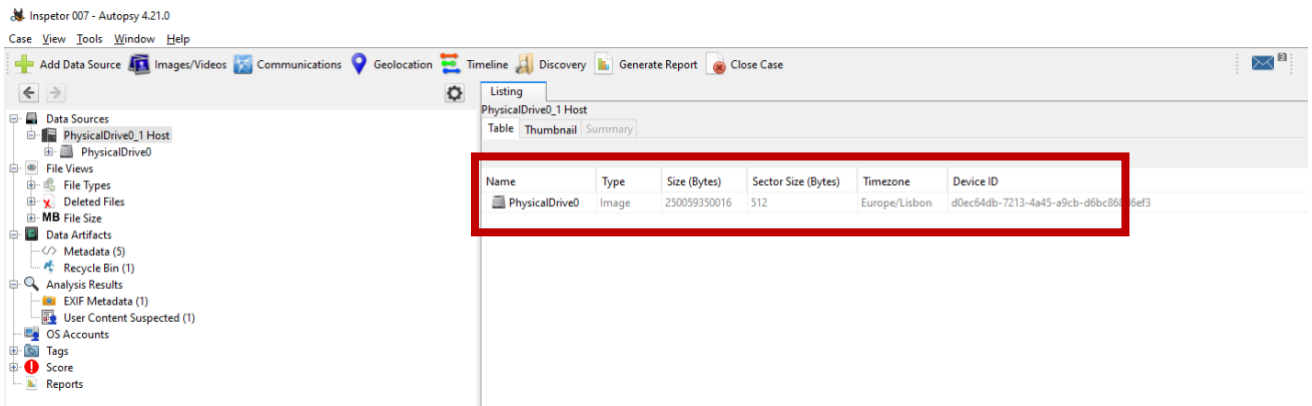 Inspetor 007 - Autopsy 4.21.0
Case View Tools Window Help
Add Data Source Images/Videos Communications Geolocation Timeline Discovery Generate Report Close Case 3
Listing
PhysicalDrive0_1 Host
Table Thumbnail Summary
Data Sources
PhysicalDrive0_1 Host
PhysicalDrive0
File Views
File Types
Deleted Files
MB File Size
Data Artifacts
Metadata (5)
Recycle Bin (1)
Analysis Results
EXIF Metadata (1)
User Content Suspected (1)
OS Accounts
Tags
Score
Reports
Name Type Size (Bytes) Sector Size (Bytes) Timezone Device ID
PhysicalDrive0 Image 250059350016 512 Europe/Lisbon